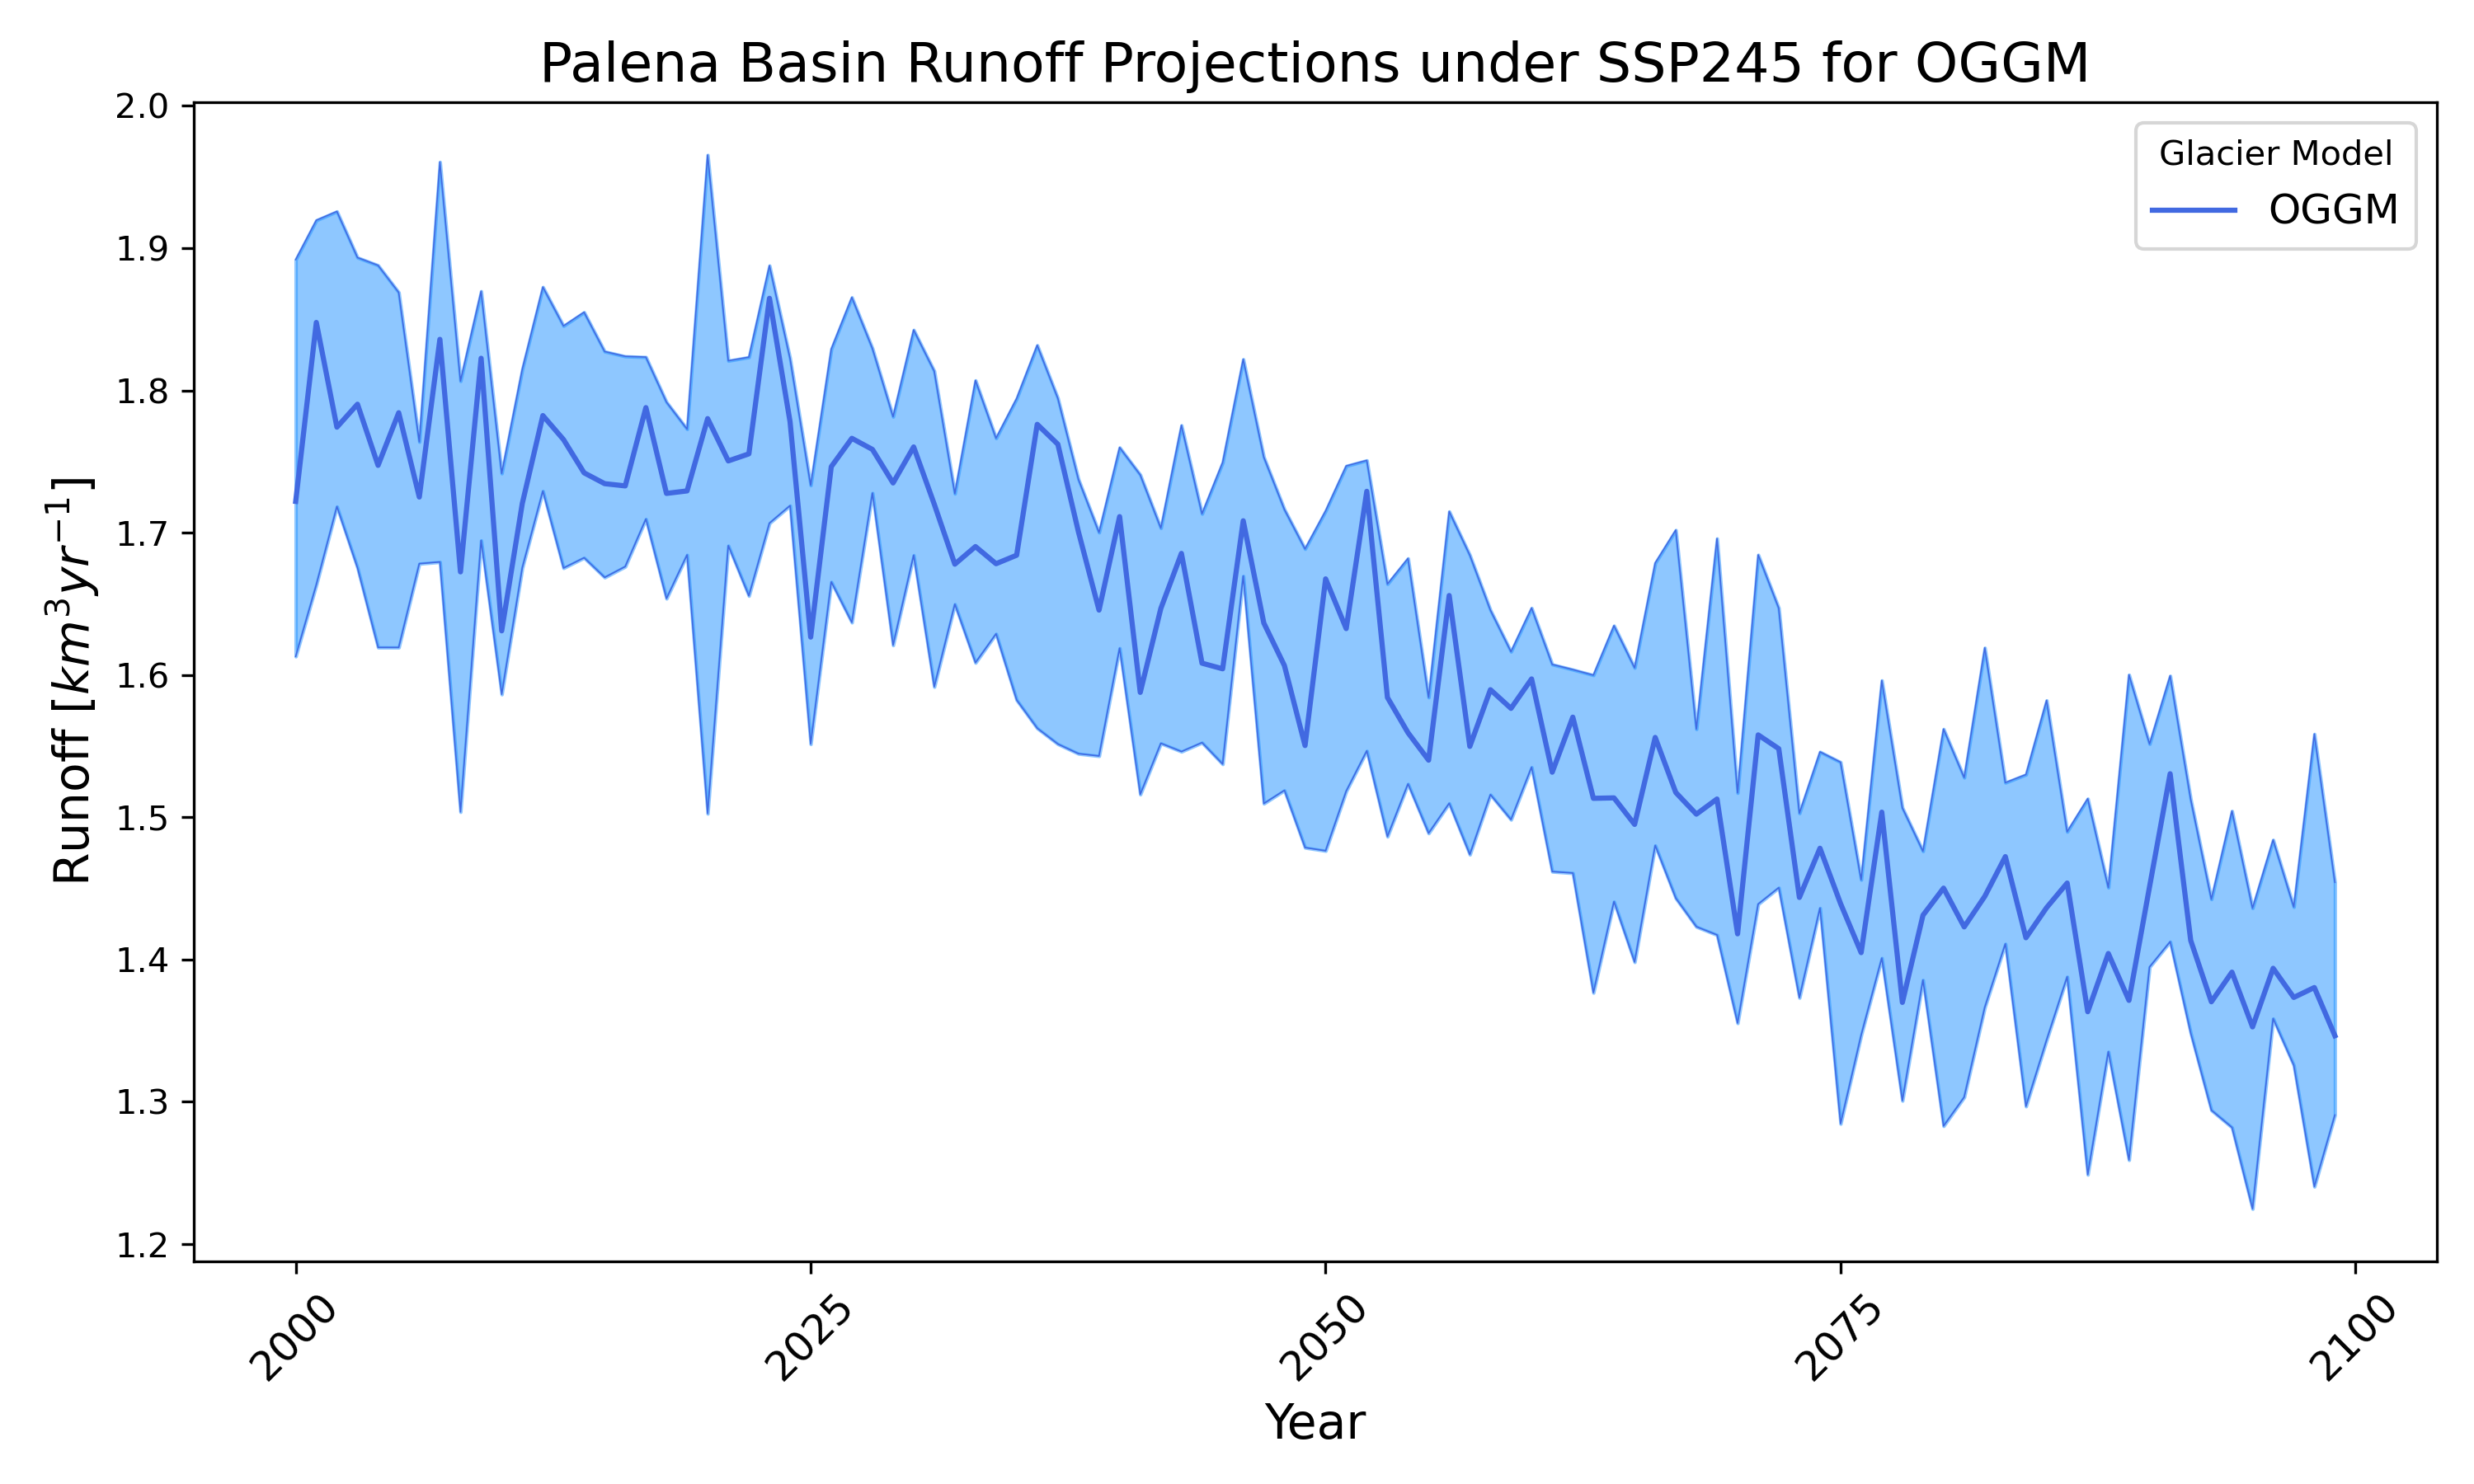 Palena Basin Runoff Projections under SSP245 for OGGM
Glacier Model
OGGM
Runoff [km³yr⁻¹]
2.0
1.9
1.8
1.7
1.6
1.5
1.4
1.3
1.2
2000
2025
2050
2075
2100
Year